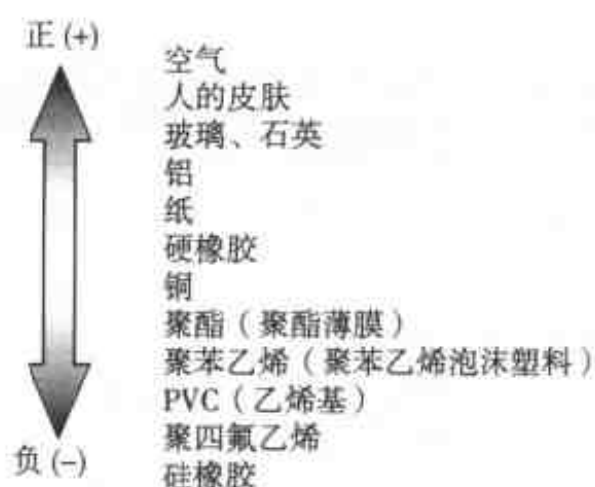 正 (+)
空气
人的皮肤
玻璃、石英
铝
纸
硬橡胶
铜
聚酯（聚酯薄膜）
聚苯乙烯（聚苯乙烯泡沫塑料）
PVC（乙烯基）
聚四氟乙烯
负 (–)
硅橡胶